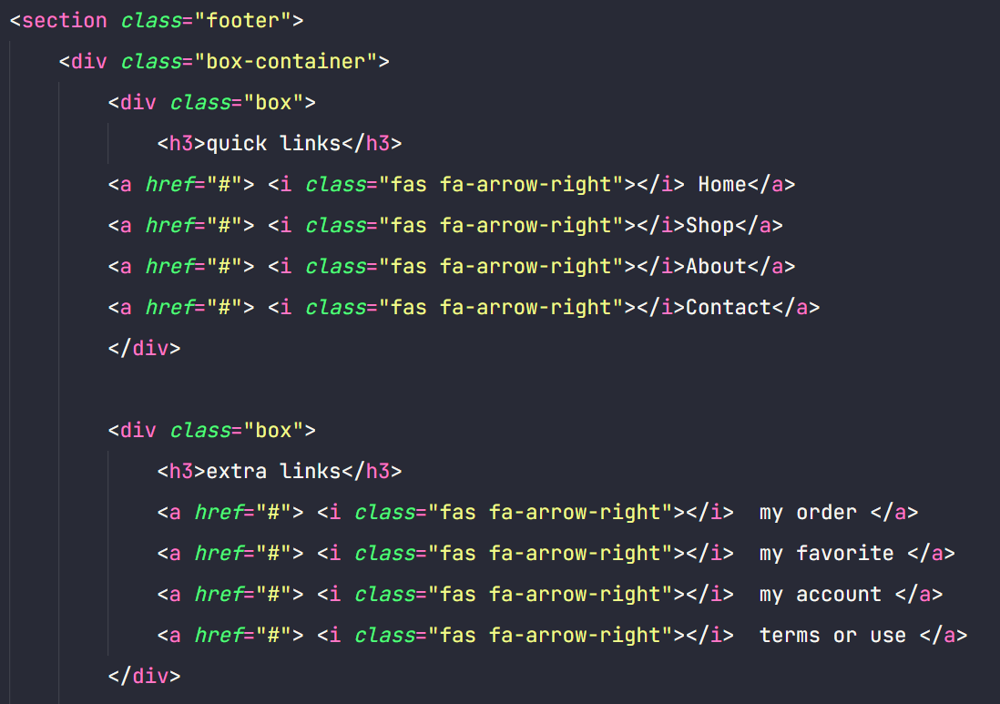 <section class="footer">
    <div class="box-container">
        <div class="box">
            <h3>quick links</h3>
        <a href="#"> <i class="fas fa-arrow-right"></i> Home</a>
        <a href="#"> <i class="fas fa-arrow-right"></i>Shop</a>
        <a href="#"> <i class="fas fa-arrow-right"></i>About</a>
        <a href="#"> <i class="fas fa-arrow-right"></i>Contact</a>
        </div>

        <div class="box">
            <h3>extra links</h3>
            <a href="#"> <i class="fas fa-arrow-right"></i>  my order </a>
            <a href="#"> <i class="fas fa-arrow-right"></i>  my favorite </a>
            <a href="#"> <i class="fas fa-arrow-right"></i>  my account </a>
            <a href="#"> <i class="fas fa-arrow-right"></i>  terms or use </a>
        </div>